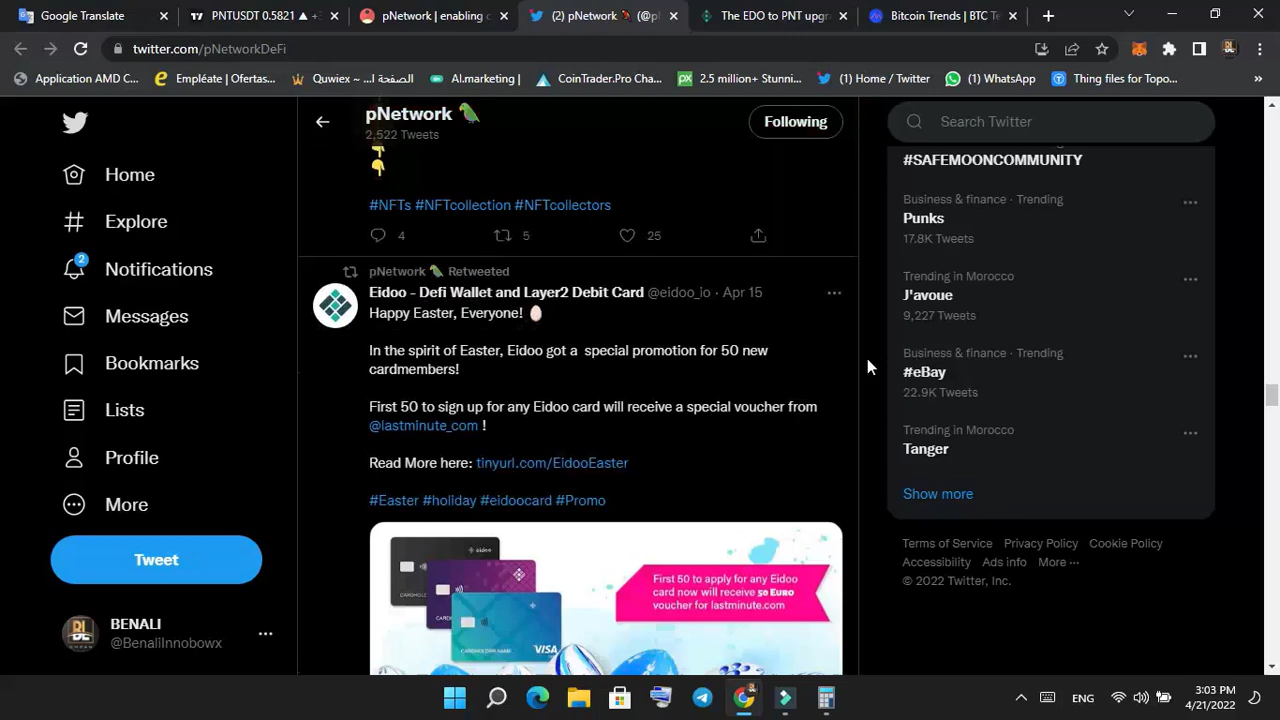 Google Translate
PNTUSDT 0.5821 ▲ +3
pNetwork | enabling c
(2) pNetwork 🦜 (@p
The EDO to PNT upgr
Bitcoin Trends | BTC Te
twitter.com/pNetworkDeFi
Application AMD C...
Empléate | Ofertas...
Quwiex ~ الصفحة ا...
AI.marketing |
CoinTrader.Pro Cha...
2.5 million+ Stunni...
(1) Home / Twitter
(1) WhatsApp
Thing files for Topo...
»
Home
Explore
2
Notifications
Messages
Bookmarks
Lists
Profile
More
Tweet
BENALI
@BenaliInnobowx
pNetwork 🦜
2,522 Tweets
Following
#NFTs #NFTcollection #NFTcollectors
4
5
25
pNetwork 🦜 Retweeted
Eidoo - Defi Wallet and Layer2 Debit Card @eidoo_io · Apr 15
Happy Easter, Everyone! 🥚
In the spirit of Easter, Eidoo got a special promotion for 50 new
cardmembers!
First 50 to sign up for any Eidoo card will receive a special voucher from
@lastminute_com !
Read More here: tinyurl.com/EidooEaster
#Easter #holiday #eidoocard #Promo
eidoo
First 50 to apply for any Eidoo
card now will receive 50 EURO
voucher for lastminute.com
CARDHOLDER NAME
VISA
Search Twitter
#SAFEMOONCOMMUNITY
Business & finance · Trending
Punks
17.8K Tweets
Trending in Morocco
J'avoue
9,227 Tweets
Business & finance · Trending
#eBay
22.9K Tweets
Trending in Morocco
Tanger
Show more
Terms of Service Privacy Policy Cookie Policy
Accessibility Ads info More ···
© 2022 Twitter, Inc.
ENG
3:03 PM
4/21/2022